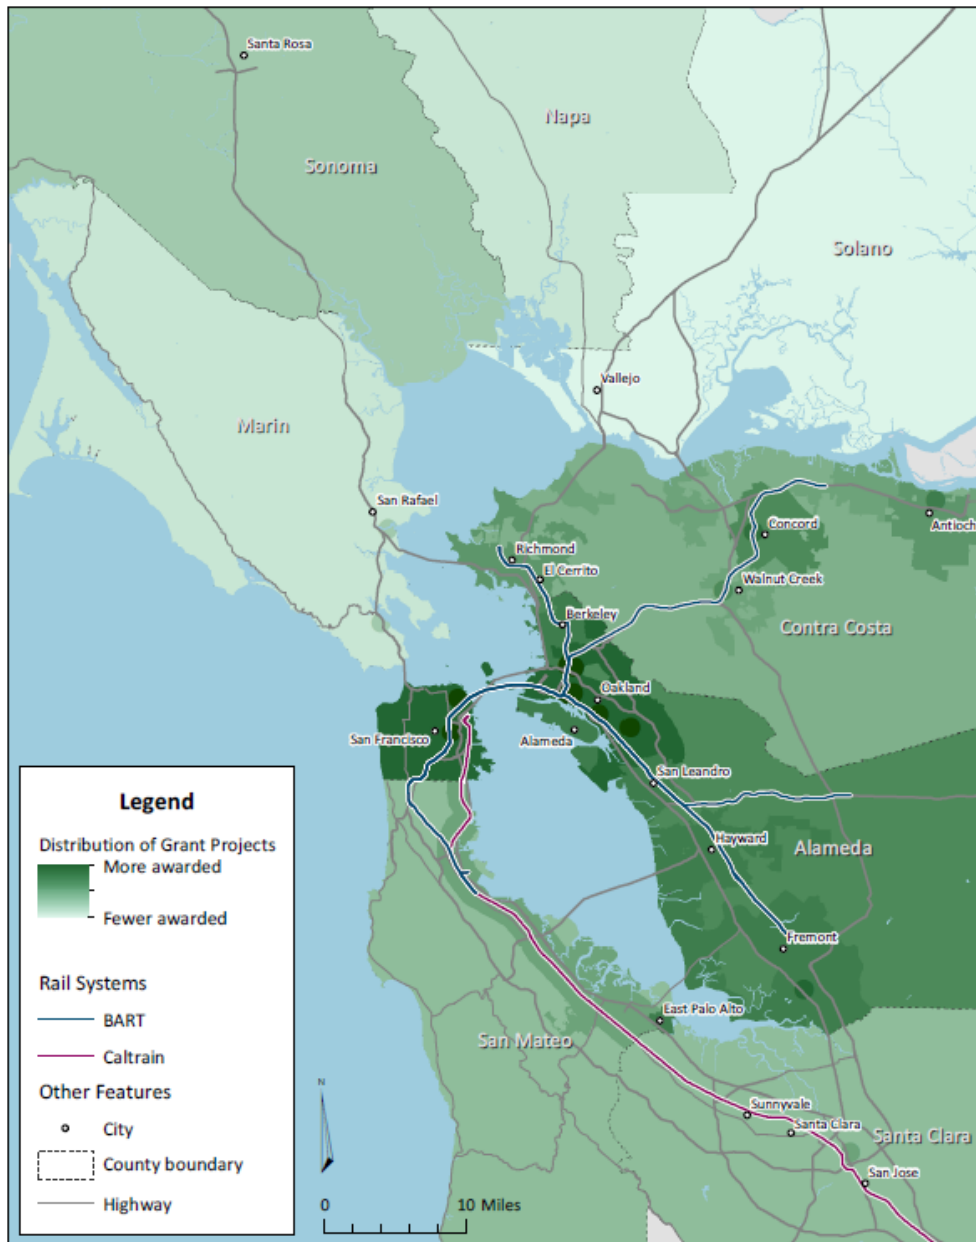 Santa Rosa
Napa
Sonoma
Solano
Vallejo
Marin
San Rafael
Concord
Antioch
Richmond
El Cerrito
Walnut Creek
Berkeley
Contra Costa
Oakland
San Francisco
Alameda
San Leandro
Hayward
Alameda
Fremont
East Palo Alto
San Mateo
Sunnyvale
Santa Clara
Santa Clara
San Jose
Legend
Distribution of Grant Projects
More awarded
Fewer awarded
Rail Systems
BART
Caltrain
Other Features
City
County boundary
Highway
N
0 10 Miles